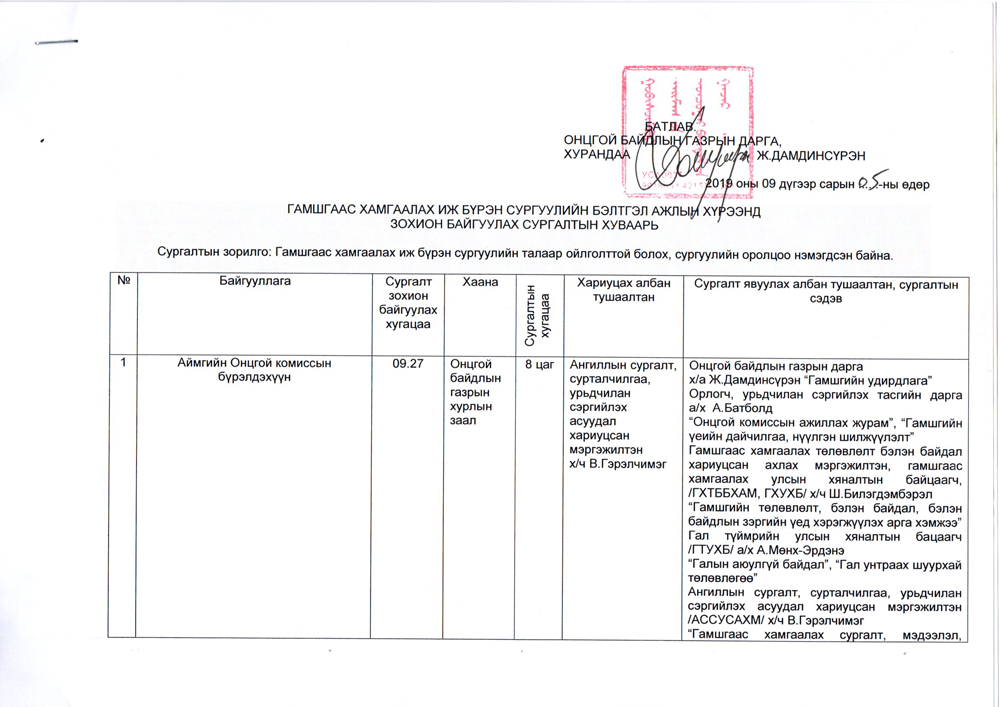 БАТЛАВ.
ОНЦГОЙ БАЙДЛЫН ГАЗРЫН ДАРГА,
ХУРАНДАА Ж.ДАМДИНСҮРЭН
2019 оны 09 дүгээр сарын 05-ны өдөр
ГАМШГААС ХАМГААЛАХ ИЖ БҮРЭН СУРГУУЛИЙН БЭЛТГЭЛ АЖЛЫН ХҮРЭЭНД
ЗОХИОН БАЙГУУЛАХ СУРГАЛТЫН ХУВААРЬ
Сургалтын зорилго: Гамшгаас хамгаалах иж бүрэн сургуулийн талаар ойлголттой болох, сургуулийн оролцоо нэмэгдсэн байна.
№
Байгууллага
Сургалт
зохион
байгуулах
хугацаа
Хаана
Сургалтын
хугацаа
Хариуцах албан
тушаалтан
Сургалт явуулах албан тушаалтан, сургалтын
сэдэв
1
Аймгийн Онцгой комиссын
бүрэлдэхүүн
09.27
Онцгой
байдлын
газрын
хурлын
заал
8 цаг
Ангиллын сургалт,
сурталчилгаа,
урьдчилан
сэргийлэх
асуудал
хариуцсан
мэргэжилтэн
х/ч В.Гэрэлчимэг
Онцгой байдлын газрын дарга
х/а Ж.Дамдинсүрэн “Гамшгийн удирдлага”
Орлогч, урьдчилан сэргийлэх тасгийн дарга
а/х А.Батболд
“Онцгой комиссын ажиллах журам”, “Гамшгийн
үеийн дайчилгаа, нүүлгэн шилжүүлэлт”
Гамшгаас хамгаалах төлөвлөлт бэлэн байдал
хариуцсан ахлах мэргэжилтэн, гамшгаас
хамгаалах улсын хяналтын байцаагч,
/ГХТББХАМ, ГХУХБ/ х/ч Ш.Билэгдэмбэрэл
“Гамшгийн төлөвлөлт, бэлэн байдал, бэлэн
байдлын зэргийн үед хэрэгжүүлэх арга хэмжээ”
Гал түймрийн улсын хяналтын бацаагч
/ГТУХБ/ а/х А.Мөнх-Эрдэнэ
“Галын аюулгүй байдал”, “Гал унтраах шуурхай
төлөвлөгөө”
Ангиллын сургалт, сурталчилгаа, урьдчилан
сэргийлэх асуудал хариуцсан мэргэжилтэн
/АССУСАХМ/ х/ч В.Гэрэлчимэг
“Гамшгаас хамгаалах сургалт, мэдээлэл,